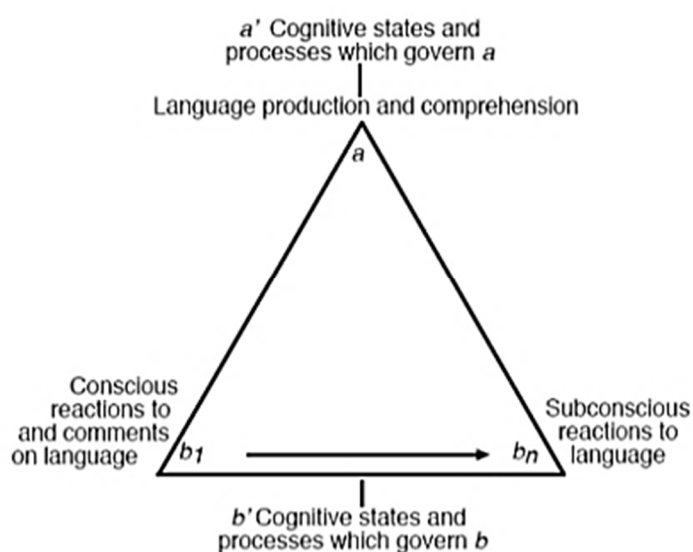 a' Cognitive states and
processes which govern a
Language production and comprehension
a
Conscious
reactions to
and comments
on language
b1
bn
Subconscious
reactions to
language
b' Cognitive states and
processes which govern b